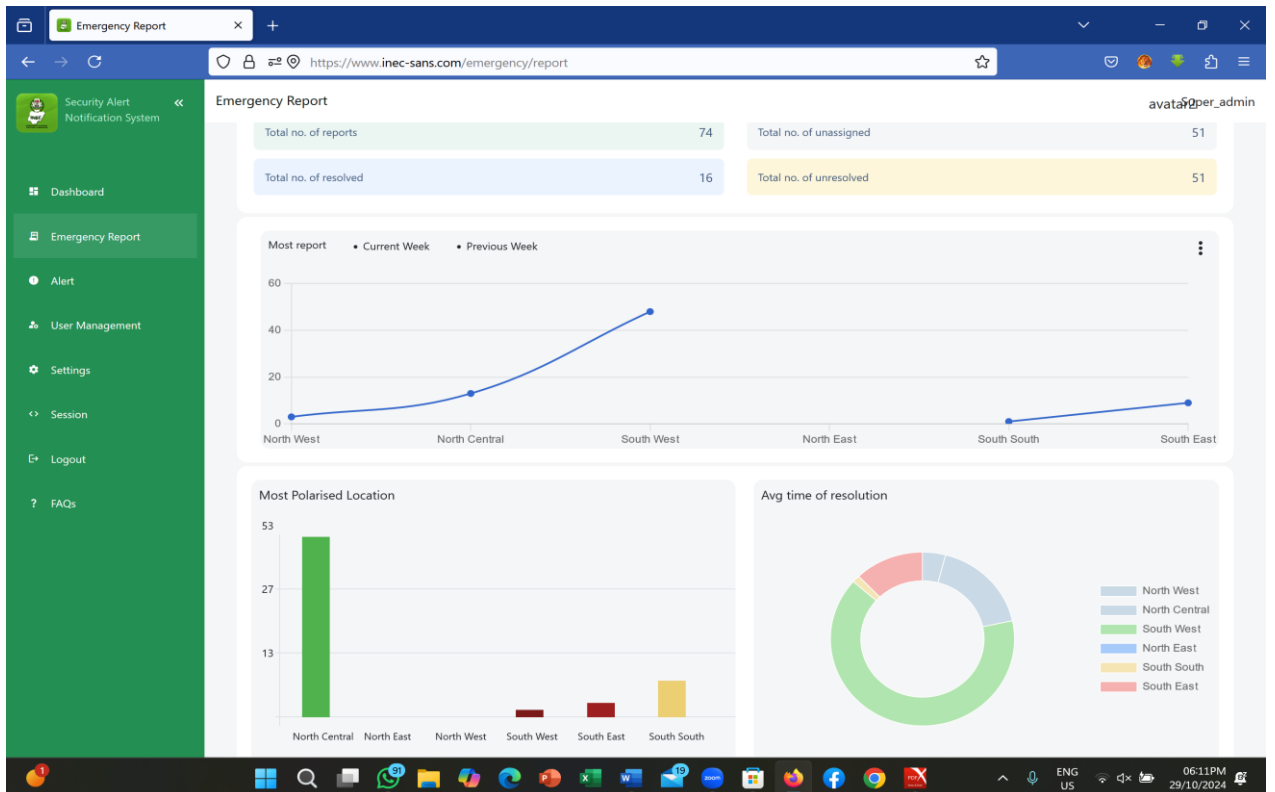 Emergency Report
https://www.inec-sans.com/emergency/report
Security Alert
Notification System
Dashboard
Emergency Report
Alert
User Management
Settings
Session
Logout
? FAQs
Emergency Report
avatar2
Super_admin
Total no. of reports 74
Total no. of unassigned 51
Total no. of resolved 16
Total no. of unresolved 51
Most report • Current Week • Previous Week
60
40
20
0
North West North Central South West North East South South South East
Most Polarised Location
53
27
13
North Central North East North West South West South East South South
Avg time of resolution
North West
North Central
South West
North East
South South
South East
1
91
19
zoom
ENG
US
06:11PM
29/10/2024